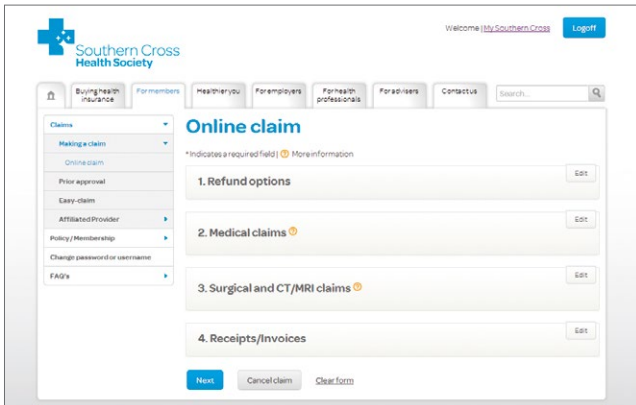 Welcome | My Southern Cross
Logoff
Southern Cross
Health Society
Buying health insurance
For members
Healthier you
For employers
For health professionals
For advisers
Contact us
Search...
Claims
Making a claim
Online claim
Prior approval
Easy-claim
Affiliated Provider
Policy / Membership
Change password or username
FAQ's
Online claim
* Indicates a required field | ? More information
1. Refund options
Edit
2. Medical claims ?
Edit
3. Surgical and CT/MRI claims ?
Edit
4. Receipts/Invoices
Edit
Next
Cancel claim
Clear form